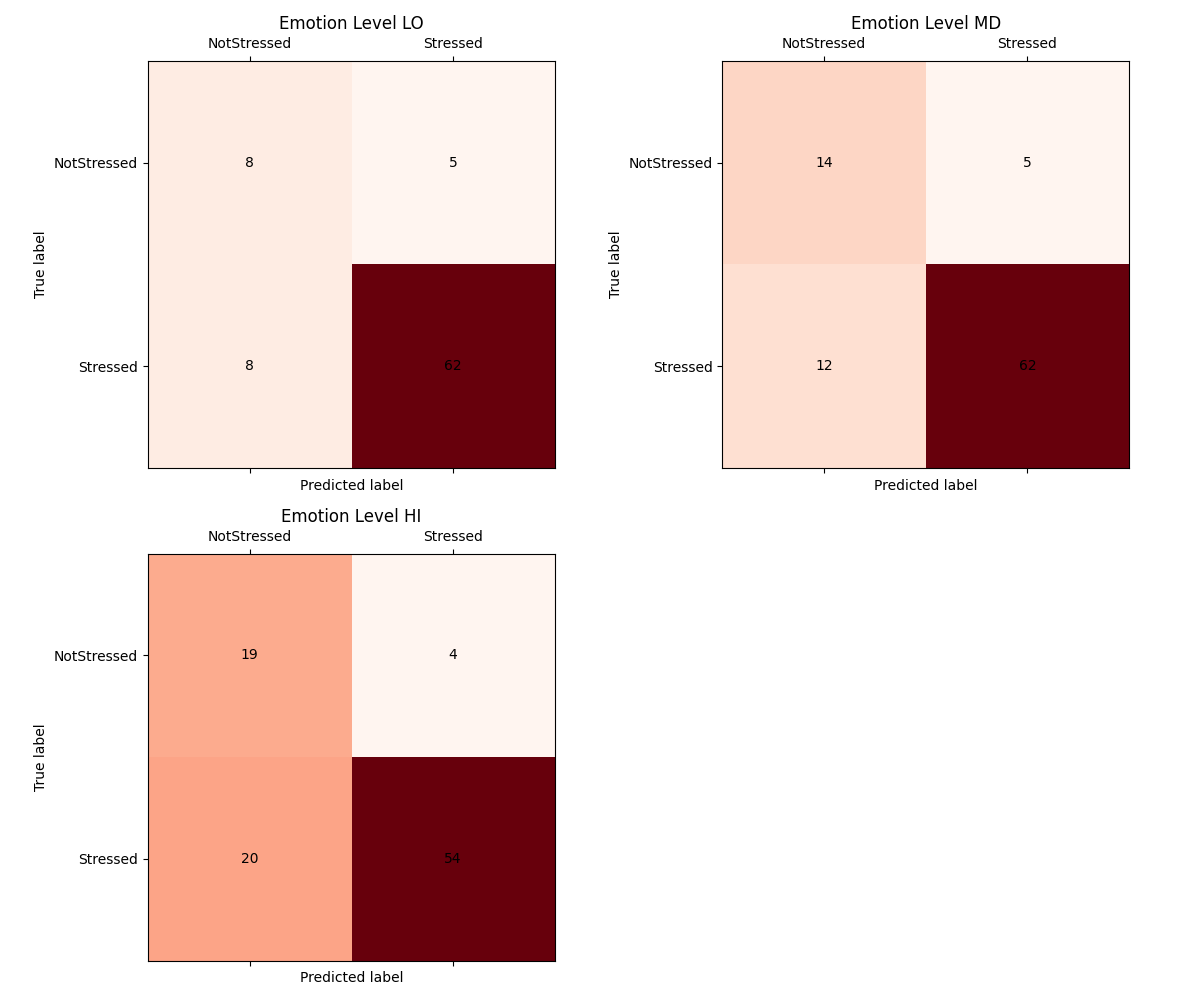 Emotion Level LO
NotStressed Stressed
NotStressed 8 5
True label
Stressed 8 62
Predicted label
Emotion Level MD
NotStressed Stressed
NotStressed 14 5
True label
Stressed 12 62
Predicted label
Emotion Level HI
NotStressed Stressed
NotStressed 19 4
True label
Stressed 20 54
Predicted label